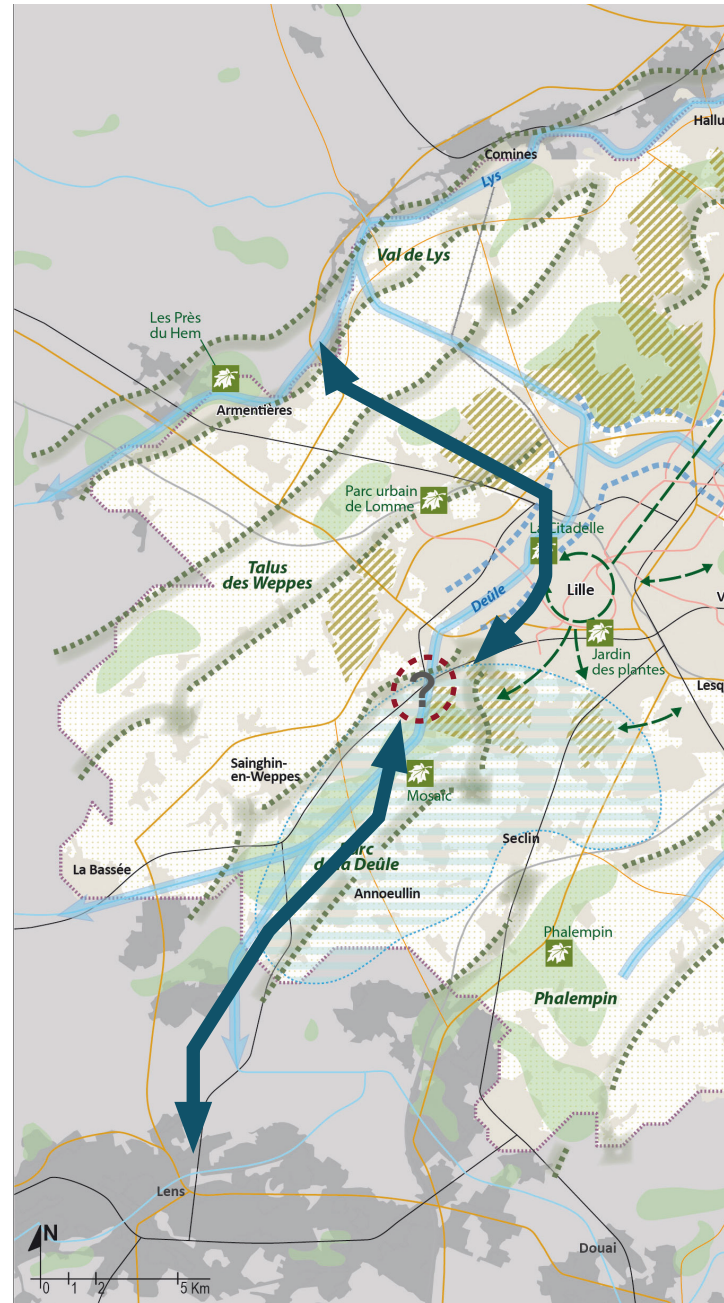 Hallu
Comines
Lys
Val de Lys
Les Près
du Hem
Armentières
Parc urbain
de Lomme
La Citadelle
Talus
des Weppes
Deûle
Lille
V
Jardin
des plantes
?
Lesq
Sainghin-
en-Weppes
Mosaïc
Seclin
Parc
de la Deûle
La Bassée
Annoeullin
Phalempin
Phalempin
Lens
N
Douai
0 1 2 5 Km